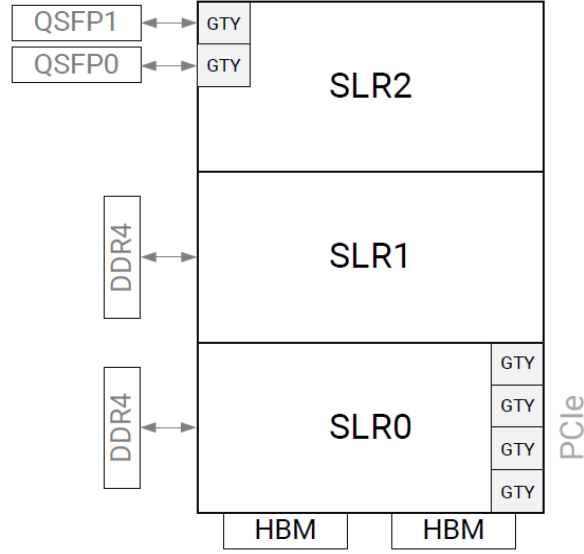 QSFP1
GTY
QSFP0
GTY
SLR2
DDR4
SLR1
GTY
GTY
DDR4
SLR0
PCIe
GTY
GTY
HBM
HBM